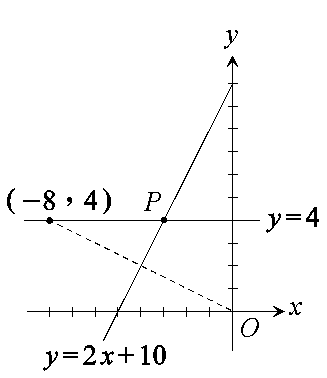 y
(−8，4)
P
y=4
x
O
y=2x+10